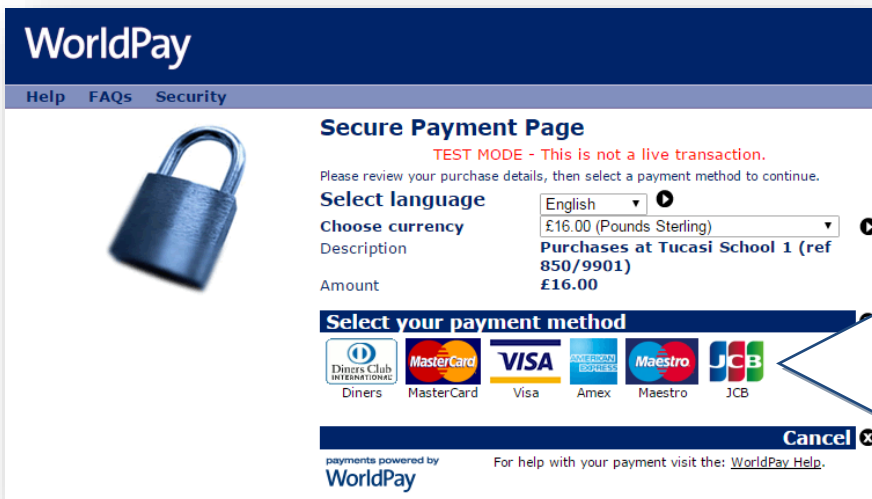 WorldPay
Help FAQs Security
Secure Payment Page
TEST MODE - This is not a live transaction.
Please review your purchase details, then select a payment method to continue.
Select language English
Choose currency £16.00 (Pounds Sterling)
Description Purchases at Tucasi School 1 (ref
850/9901)
Amount £16.00
Select your payment method
Diners Club
INTERNATIONAL
MasterCard
VISA
AMERICAN
EXPRESS
Maestro
JCB
Diners MasterCard Visa Amex Maestro JCB
Cancel
payments powered by
WorldPay
For help with your payment visit the: WorldPay Help.